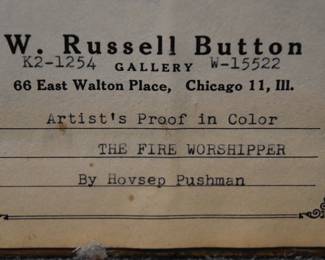 W. Russell Button
K2-1254 GALLERY W-15522
66 East Walton Place, Chicago 11, Ill.
Artist's Proof in Color
THE FIRE WORSHIPPER
By Hovsep Pushman